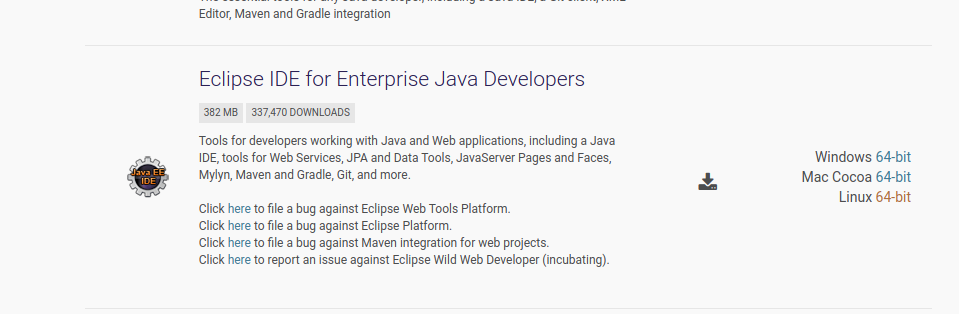 Editor, Maven and Gradle integration
Eclipse IDE for Enterprise Java Developers
382 MB 337,470 DOWNLOADS
Tools for developers working with Java and Web applications, including a Java
IDE, tools for Web Services, JPA and Data Tools, JavaServer Pages and Faces,
Mylyn, Maven and Gradle, Git, and more.
Click here to file a bug against Eclipse Web Tools Platform.
Click here to file a bug against Eclipse Platform.
Click here to file a bug against Maven integration for web projects.
Click here to report an issue against Eclipse Wild Web Developer (incubating).
Java EE
IDE
Windows 64-bit
Mac Cocoa 64-bit
Linux 64-bit